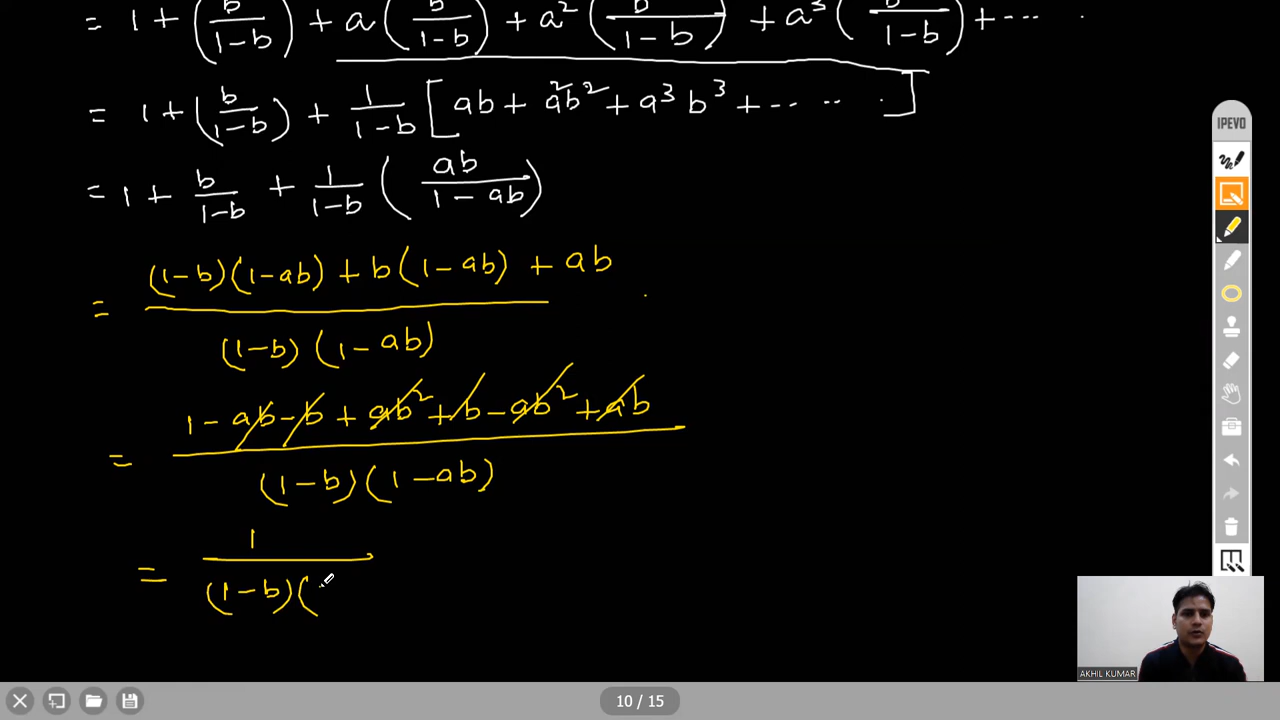 = 1 + (b/1-b) + a(b/1-b) + a²(b/1-b) + a³(b/1-b) + ---- .
= 1 + (b/1-b) + 1/1-b [ab + a²b² + a³b³ + ---- .]
= 1 + b/1-b + 1/1-b (ab/1-ab)
= (1-b)(1-ab) + b(1-ab) + ab / (1-b)(1-ab)
= 1 - ab - b + ab² + b - ab² + ab / (1-b)(1-ab)
= 1 / (1-b)(
IPEVO
AKHIL KUMAR
10 / 15